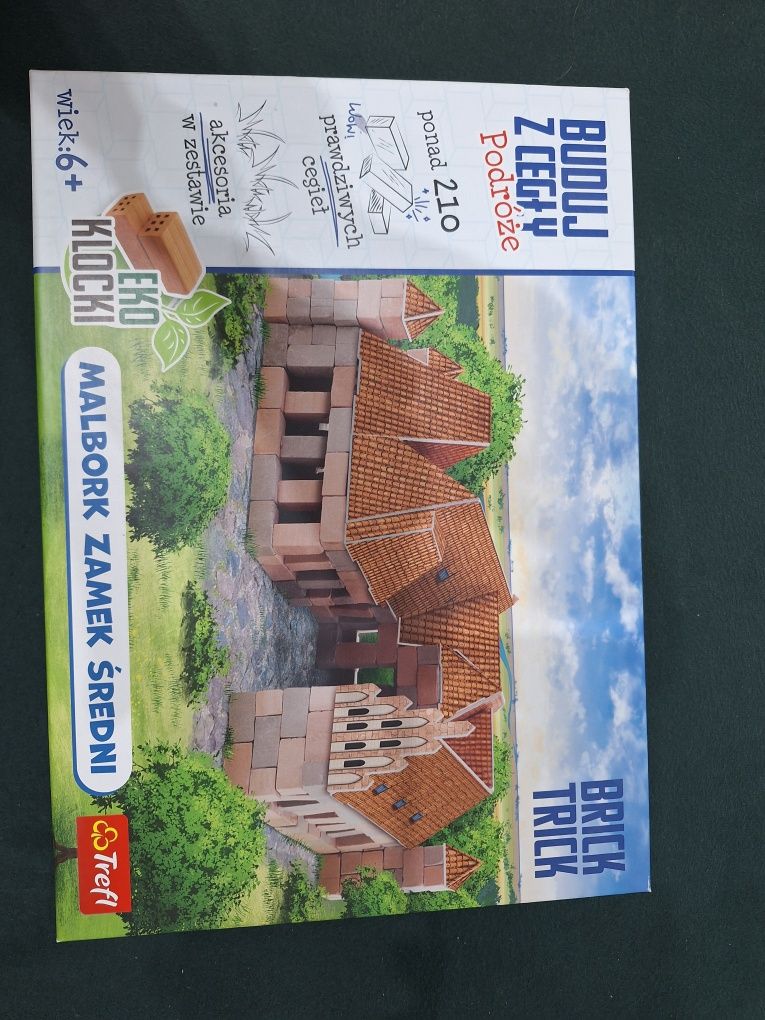 BUDUJ
Z CEGŁY
Podróże
ponad 210
Wow!
prawdziwych
cegieł
akcesoria
w zestawie
wiek: 6+
EKO
KLOCKI
BRICK
TRICK
MALBORK ZAMEK ŚREDNI
Trefl